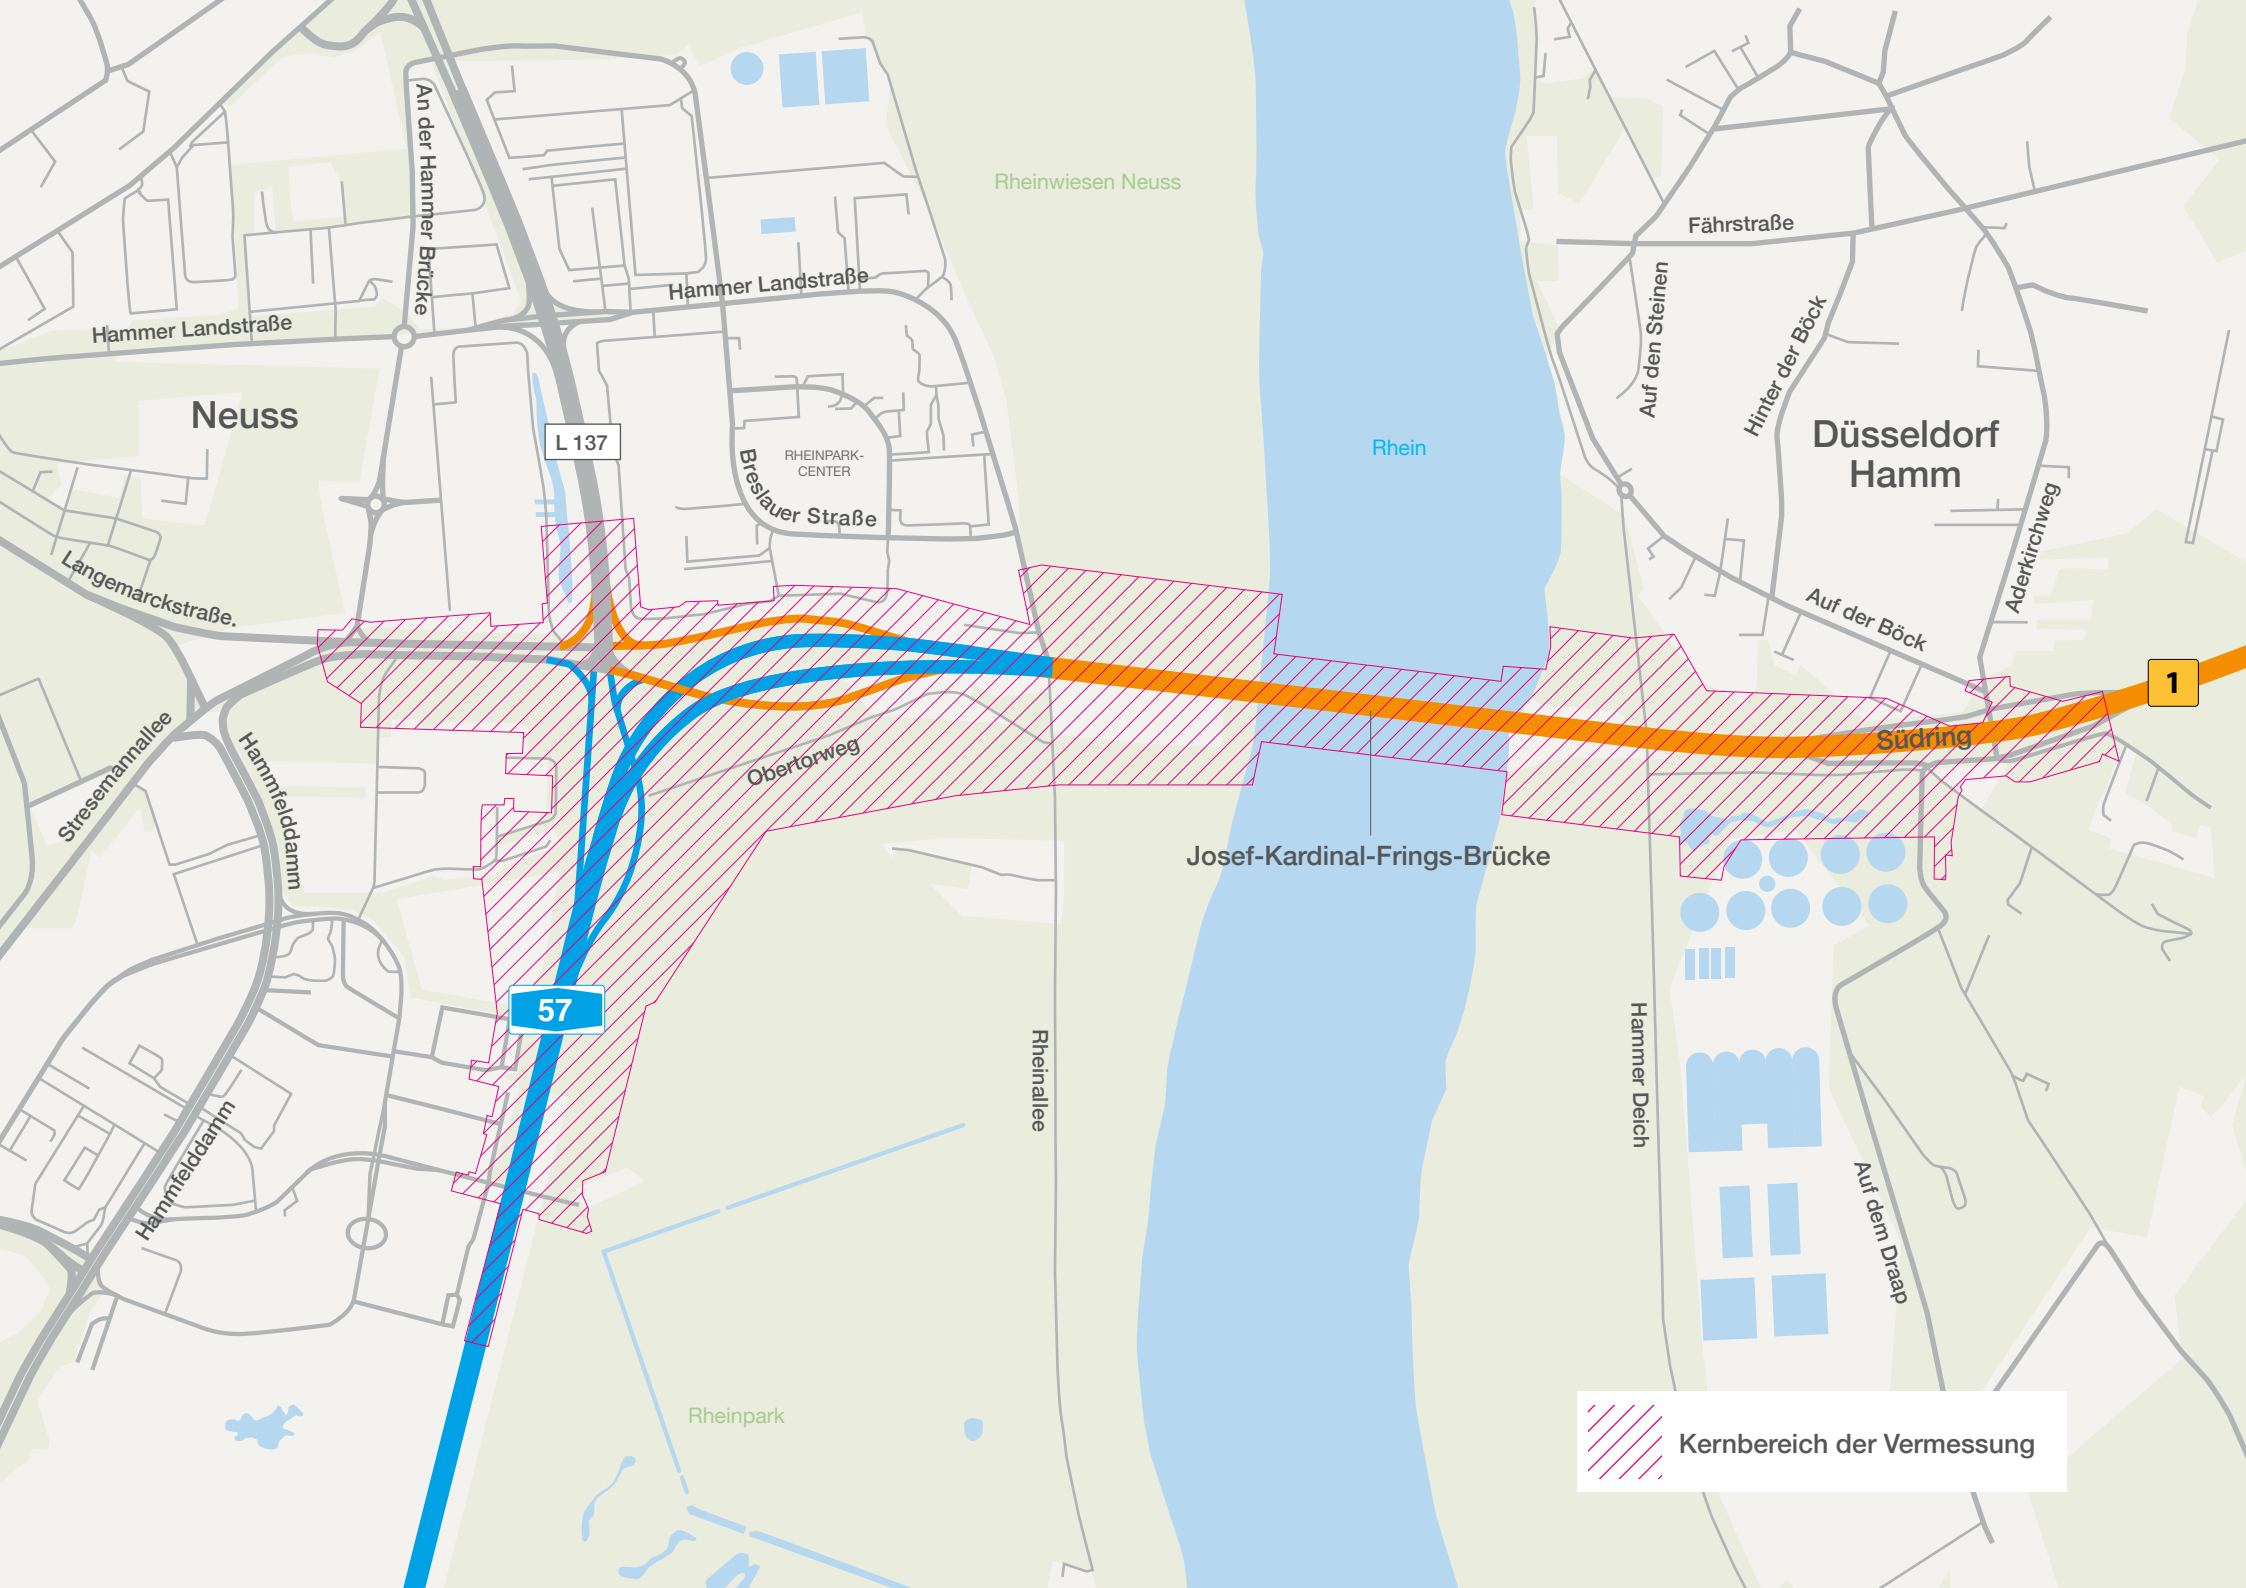 An der Hammer Brücke
Rheinwiesen Neuss
Fährstraße
Hammer Landstraße
Hammer Landstraße
Auf den Steinen
Hinter der Böck
Neuss
L 137
RHEINPARK-
CENTER
Breslauer Straße
Rhein
Düsseldorf
Hamm
Aderkirchweg
Langemarckstraße.
Auf der Böck
1
Stresemannallee
Hammfelddamm
Obertorweg
Südring
Josef-Kardinal-Frings-Brücke
57
Rheinallee
Hammer Deich
Hammfelddamm
Auf dem Draap
Rheinpark
Kernbereich der Vermessung